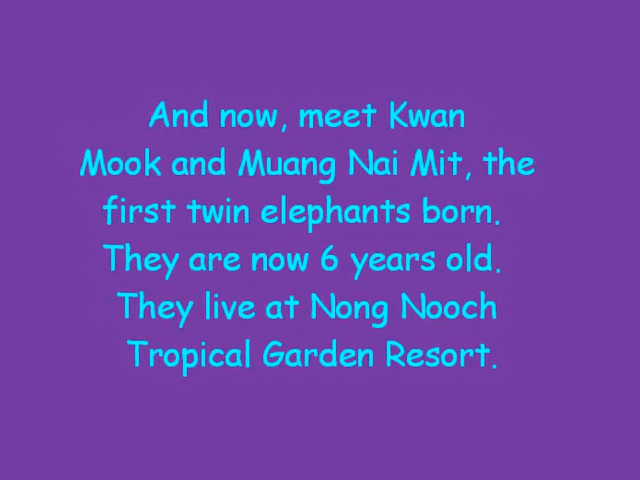 And now, meet Kwan
Mook and Muang Nai Mit, the
first twin elephants born.
They are now 6 years old.
They live at Nong Nooch
Tropical Garden Resort.